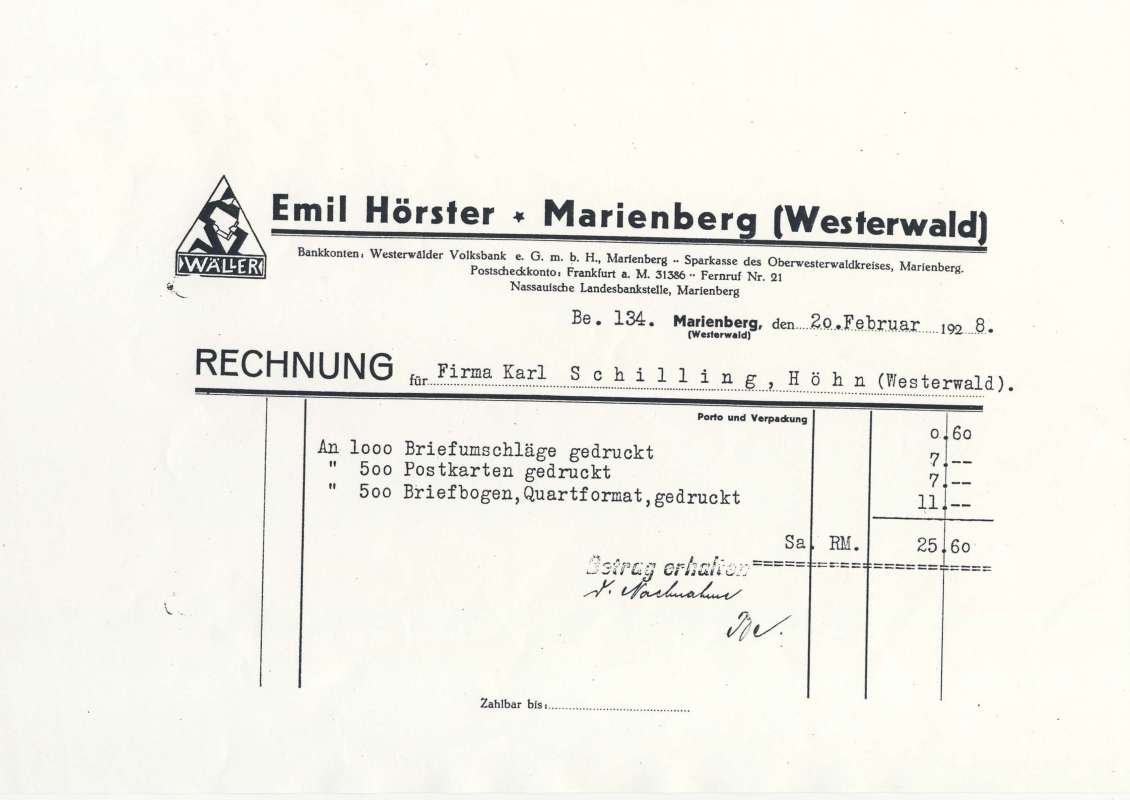 WÄLLER
Emil Hörster ★ Marienberg (Westerwald)
Bankkonten: Westerwälder Volksbank e. G. m. b. H., Marienberg -- Sparkasse des Oberwesterwaldkreises, Marienberg.
Postscheckkonto: Frankfurt a. M. 31386 -- Fernruf Nr. 21
Nassauische Landesbankstelle, Marienberg
Be. 134. Marienberg, den 20.Februar 1928.
(Westerwald)
RECHNUNG für Firma Karl Schilling, Höhn (Westerwald).
Porto und Verpackung 0.60
An 1000 Briefumschläge gedruckt 7.--
" 500 Postkarten gedruckt 7.--
" 500 Briefbogen,Quartformat,gedruckt 11.--
Sa. RM. 25.60
Betrag erhalten
d. Nachnahme
Be.
Zahlbar bis: